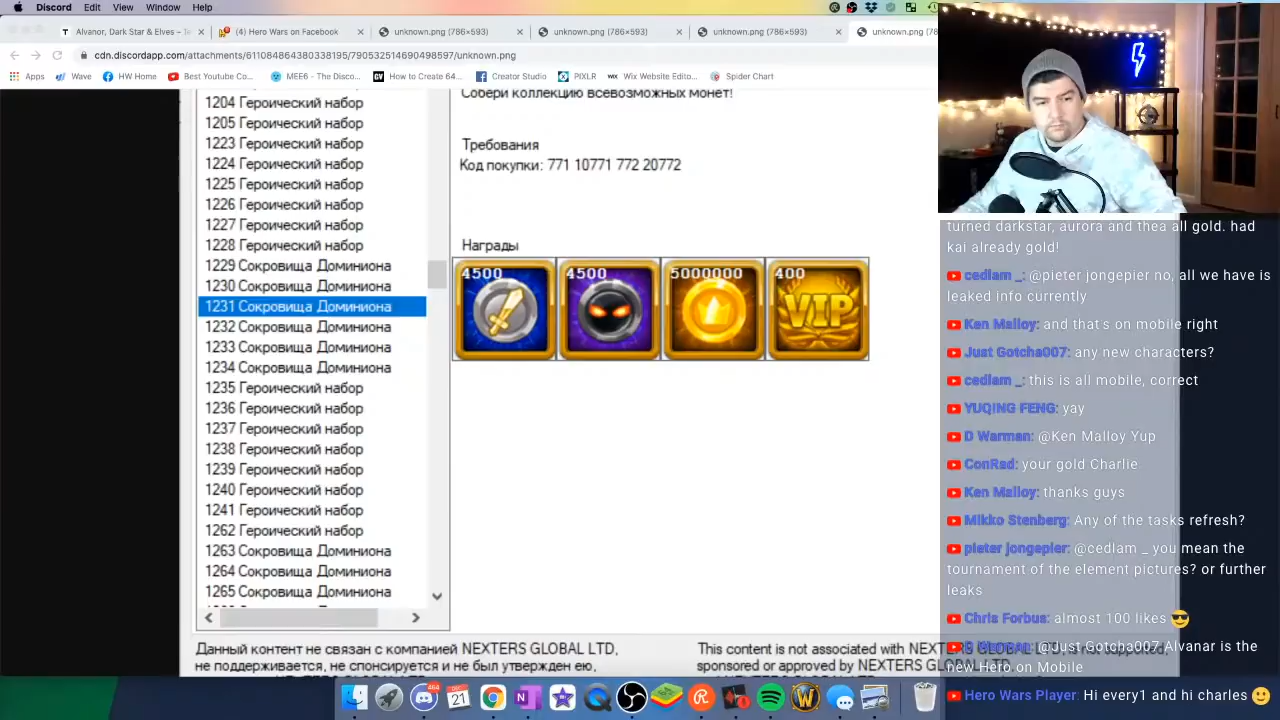 Discord Edit View Window Help
Alvanor, Dark Star & Elves – Te
(4) Hero Wars on Facebook
unknown.png (786×593)
unknown.png (786×593)
unknown.png (786×593)
unknown.png (786
cdn.discordapp.com/attachments/611084864380338195/790532514690498597/unknown.png
Apps
Wave
HW Home
Best Youtube Co...
MEE6 - The Disco...
How to Create 64...
Creator Studio
PIXLR
Wix Website Edito...
Spider Chart
1204 Героический набор
1205 Героический набор
1223 Героический набор
1224 Героический набор
1225 Героический набор
1226 Героический набор
1227 Героический набор
1228 Героический набор
1229 Сокровища Доминиона
1230 Сокровища Доминиона
1231 Сокровища Доминиона
1232 Сокровища Доминиона
1233 Сокровища Доминиона
1234 Сокровища Доминиона
1235 Героический набор
1236 Героический набор
1237 Героический набор
1238 Героический набор
1239 Героический набор
1240 Героический набор
1241 Героический набор
1262 Героический набор
1263 Сокровища Доминиона
1264 Сокровища Доминиона
1265 Сокровища Доминиона
Собери коллекцию всевозможных монет!
Требования
Код покупки: 771 10771 772 20772
Награды
4500 4500 5000000 400
VIP
Данный контент не связан с компанией NEXTERS GLOBAL LTD,
не поддерживается, не спонсируется и не был утвержден ею,
This content is not associated with NEXTERS GLOBAL LTD, not supported,
sponsored or approved by NEXTERS GLOBAL LTD.
turned darkstar, aurora and thea all gold. had
kai already gold!
cedlam _: @pieter jongepier no, all we have is
leaked info currently
Ken Malloy: and that's on mobile right
Just Gotcha007: any new characters?
cedlam _: this is all mobile, correct
YUQING FENG: yay
D Warman: @Ken Malloy Yup
ConRad: your gold Charlie
Ken Malloy: thanks guys
Mikko Stenberg: Any of the tasks refresh?
pieter jongepier: @cedlam _ you mean the
tournament of the element pictures? or further
leaks
Chris Forbus: almost 100 likes 😎
D Warman: @Just Gotcha007 Alvanar is the
new Hero on Mobile
Hero Wars Player: Hi every1 and hi charles 🙂
464
DEC
21